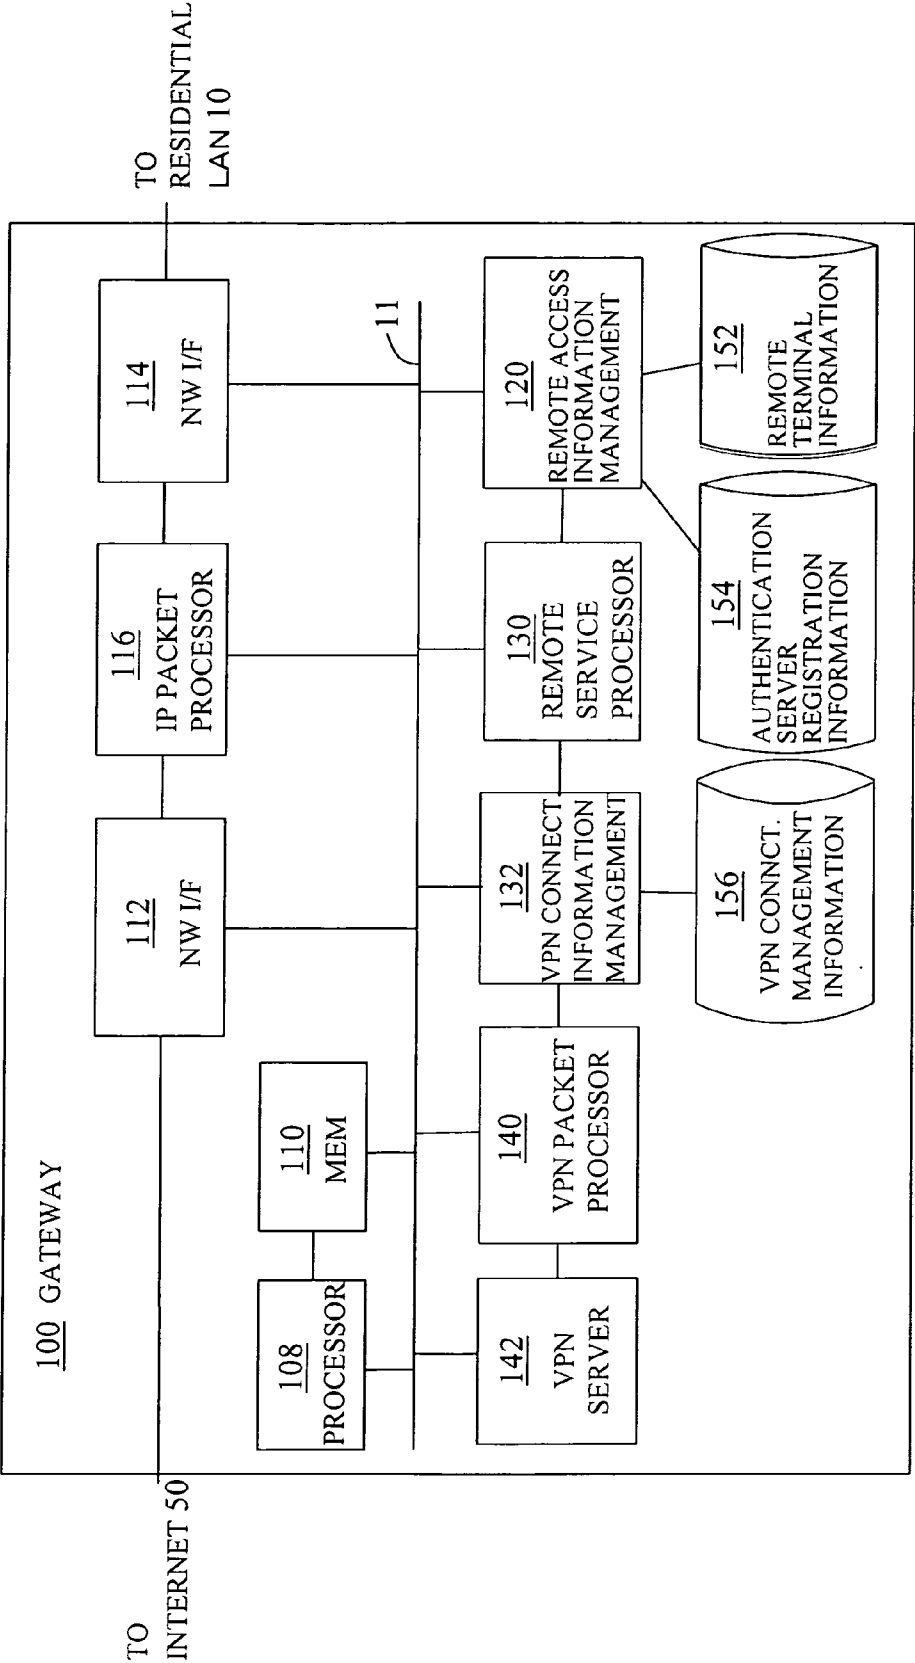 100 GATEWAY
TO
INTERNET 50
112
NW I/F
116
IP PACKET
PROCESSOR
114
NW I/F
TO
RESIDENTIAL
LAN 10
108
PROCESSOR
110
MEM
11
142
VPN
SERVER
140
VPN PACKET
PROCESSOR
132
VPN CONNECT
INFORMATION
MANAGEMENT
130
REMOTE
SERVICE
PROCESSOR
120
REMOTE ACCESS
INFORMATION
MANAGEMENT
156
VPN CONNCT.
MANAGEMENT
INFORMATION
154
AUTHENTICATION
SERVER
REGISTRATION
INFORMATION
152
REMOTE
TERMINAL
INFORMATION